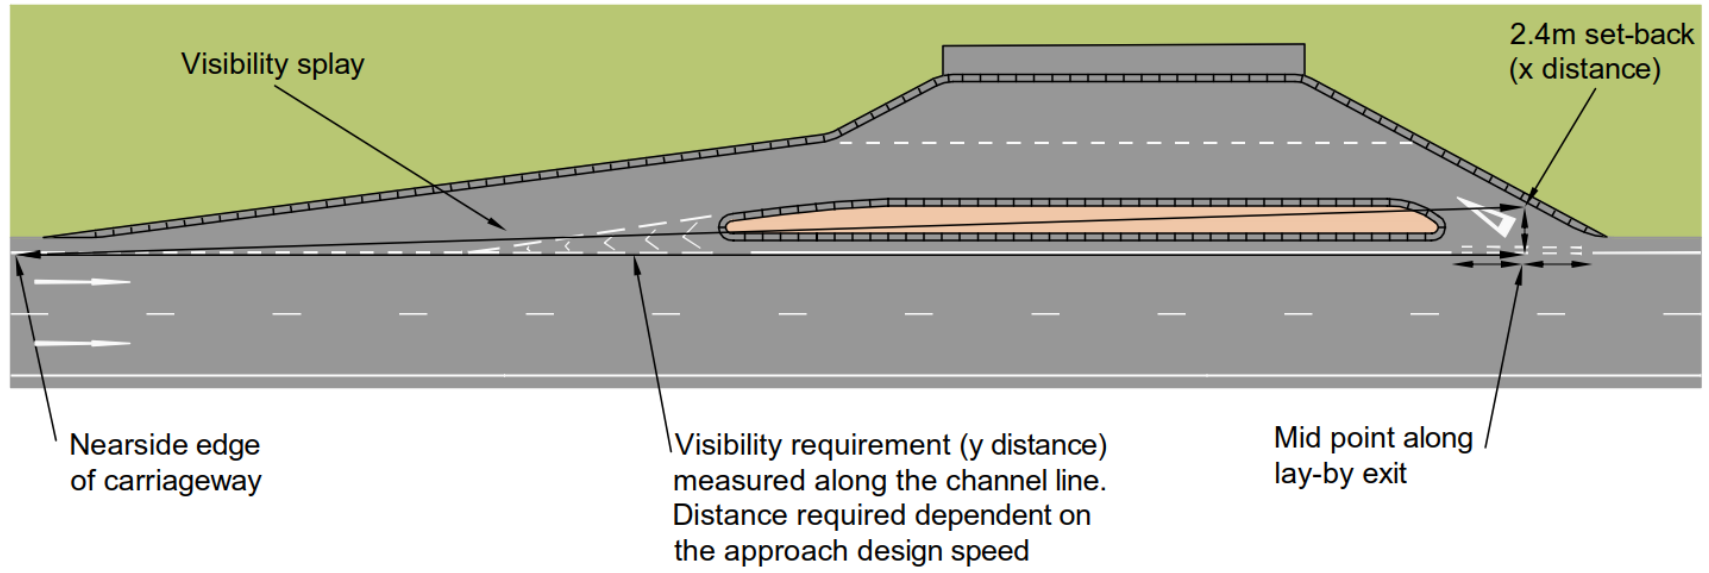 Visibility splay
2.4m set-back
(x distance)
Nearside edge
of carriageway
Visibility requirement (y distance)
measured along the channel line.
Distance required dependent on
the approach design speed
Mid point along
lay-by exit